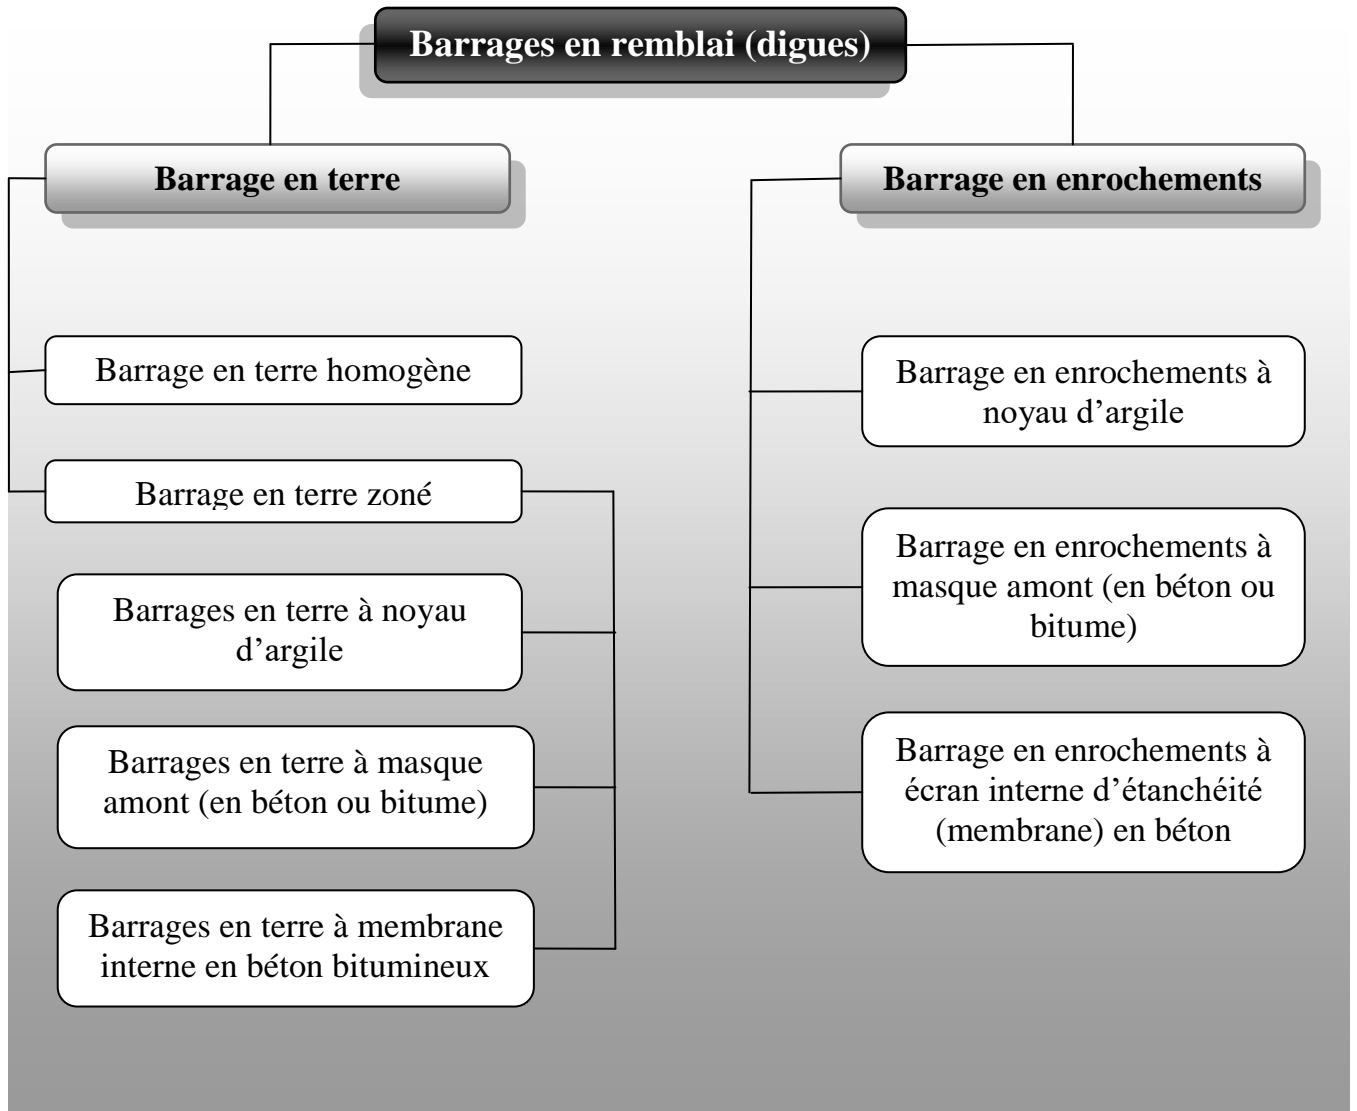 Barrages en remblai (digues)
Barrage en terre
Barrage en enrochements
Barrage en terre homogène
Barrage en terre zoné
Barrages en terre à noyau
d’argile
Barrages en terre à masque
amont (en béton ou bitume)
Barrages en terre à membrane
interne en béton bitumineux
Barrage en enrochements à
noyau d’argile
Barrage en enrochements à
masque amont (en béton ou
bitume)
Barrage en enrochements à
écran interne d’étanchéité
(membrane) en béton